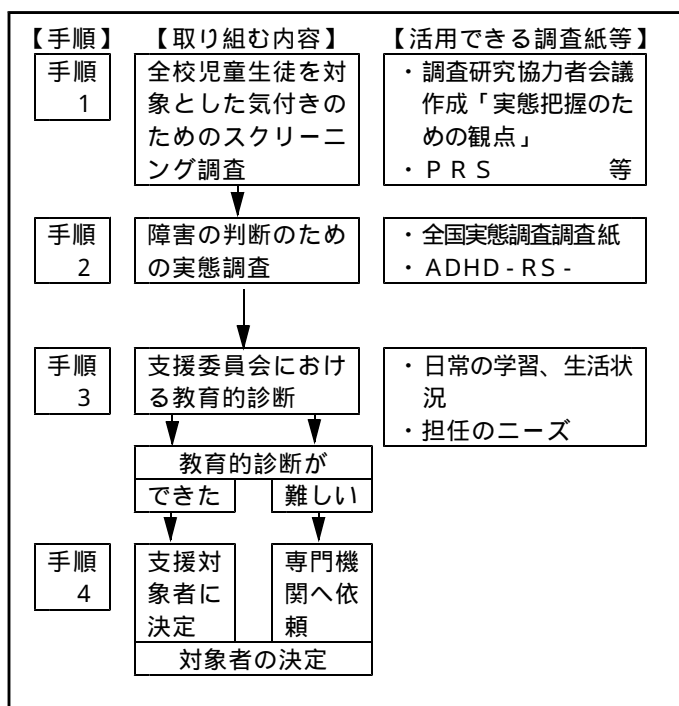 【手順】 【取り組む内容】 【活用できる調査紙等】
手順
1
全校児童生徒を対
象とした気付きの
ためのスクリーニ
ング調査
・調査研究協力者会議
作成「実態把握のた
めの観点」
・PRS 等
手順
2
障害の判断のため
の実態調査
・全国実態調査調査紙
・ADHD-RS-
手順
3
支援委員会におけ
る教育的診断
・日常の学習、生活状
況
・担任のニーズ
教育的診断が
できた 難しい
手順
4
支援対
象者に
決定
専門機
関へ依
頼
対象者の決定